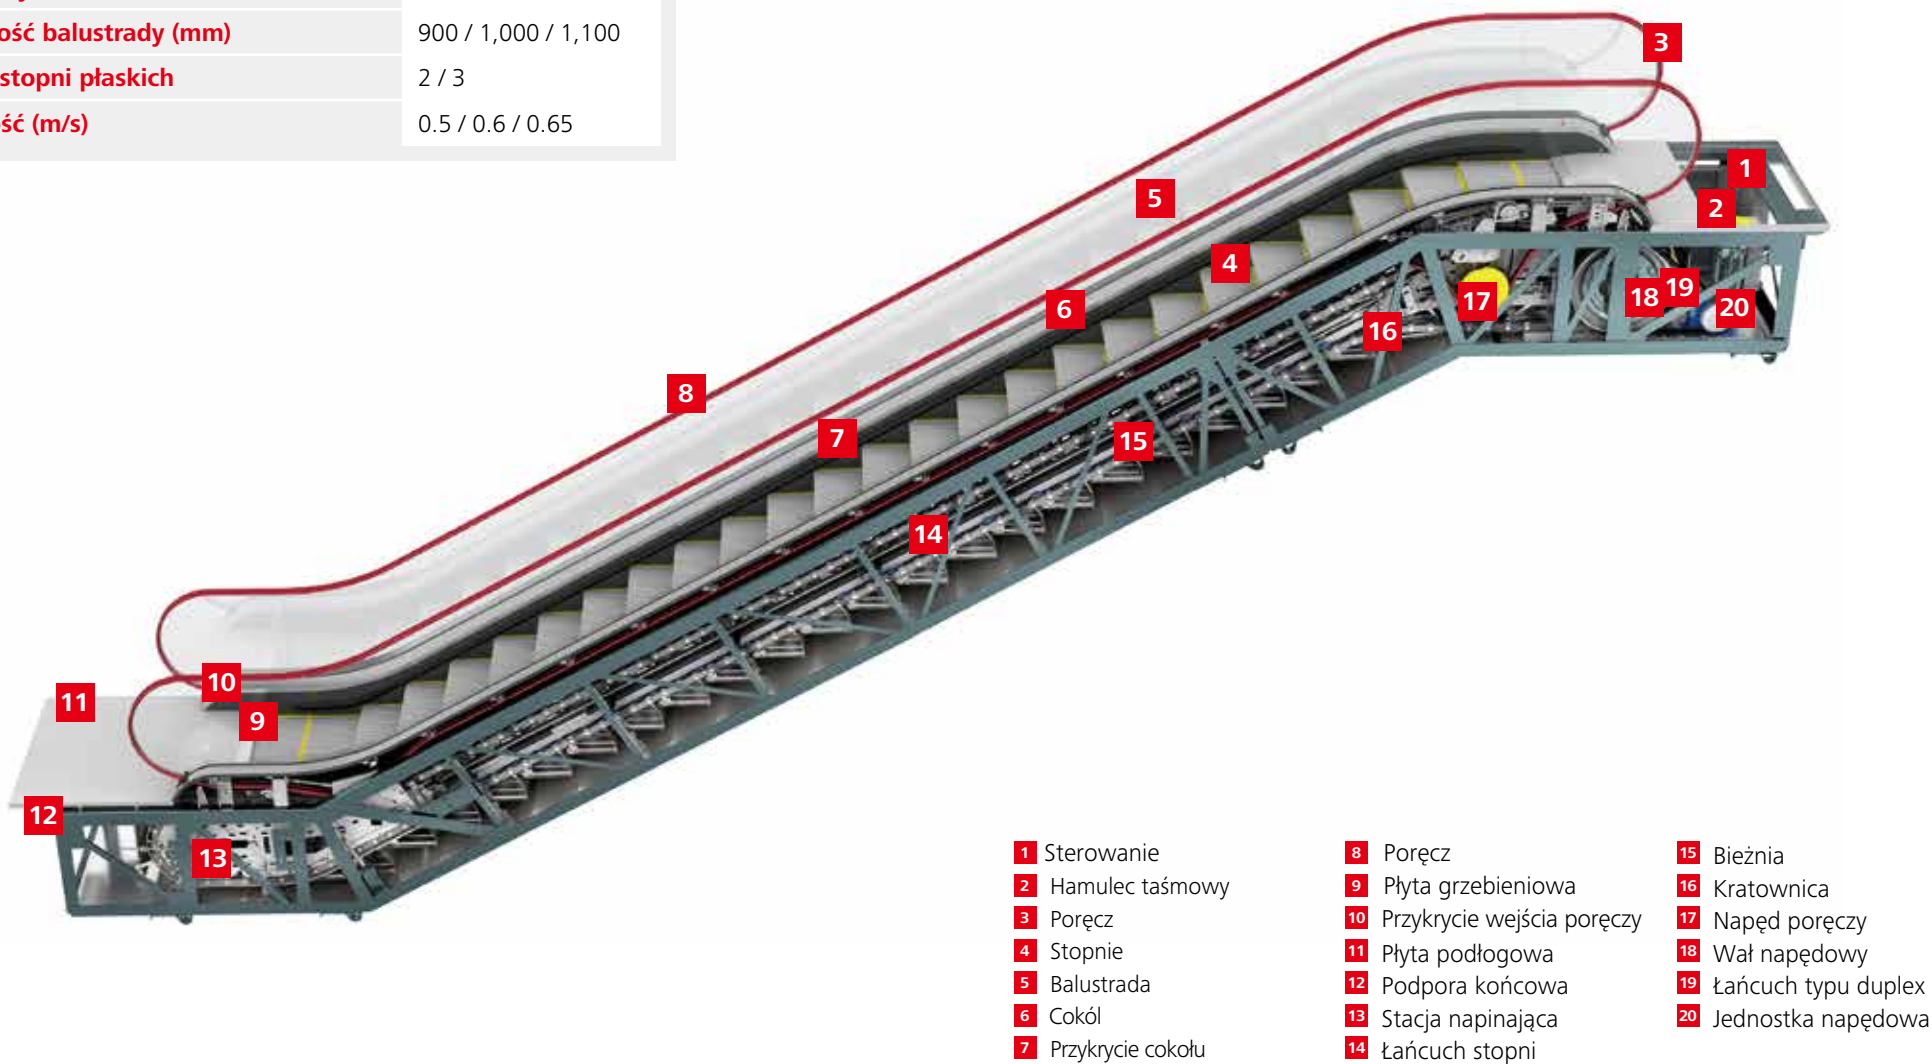 ość balustrady (mm) 900 / 1,000 / 1,100
stopni płaskich 2 / 3
ść (m/s) 0.5 / 0.6 / 0.65
3
1
5
2
4
19
17
18
6
20
16
8
7
15
14
10
11
9
12
13
1 Sterowanie
2 Hamulec taśmowy
3 Poręcz
4 Stopnie
5 Balustrada
6 Cokól
7 Przykrycie cokołu
8 Poręcz
9 Płyta grzebieniowa
10 Przykrycie wejścia poręczy
11 Płyta podłogowa
12 Podpora końcowa
13 Stacja napinająca
14 Łańcuch stopni
15 Bieżnia
16 Kratownica
17 Napęd poręczy
18 Wał napędowy
19 Łańcuch typu duplex
20 Jednostka napędowa